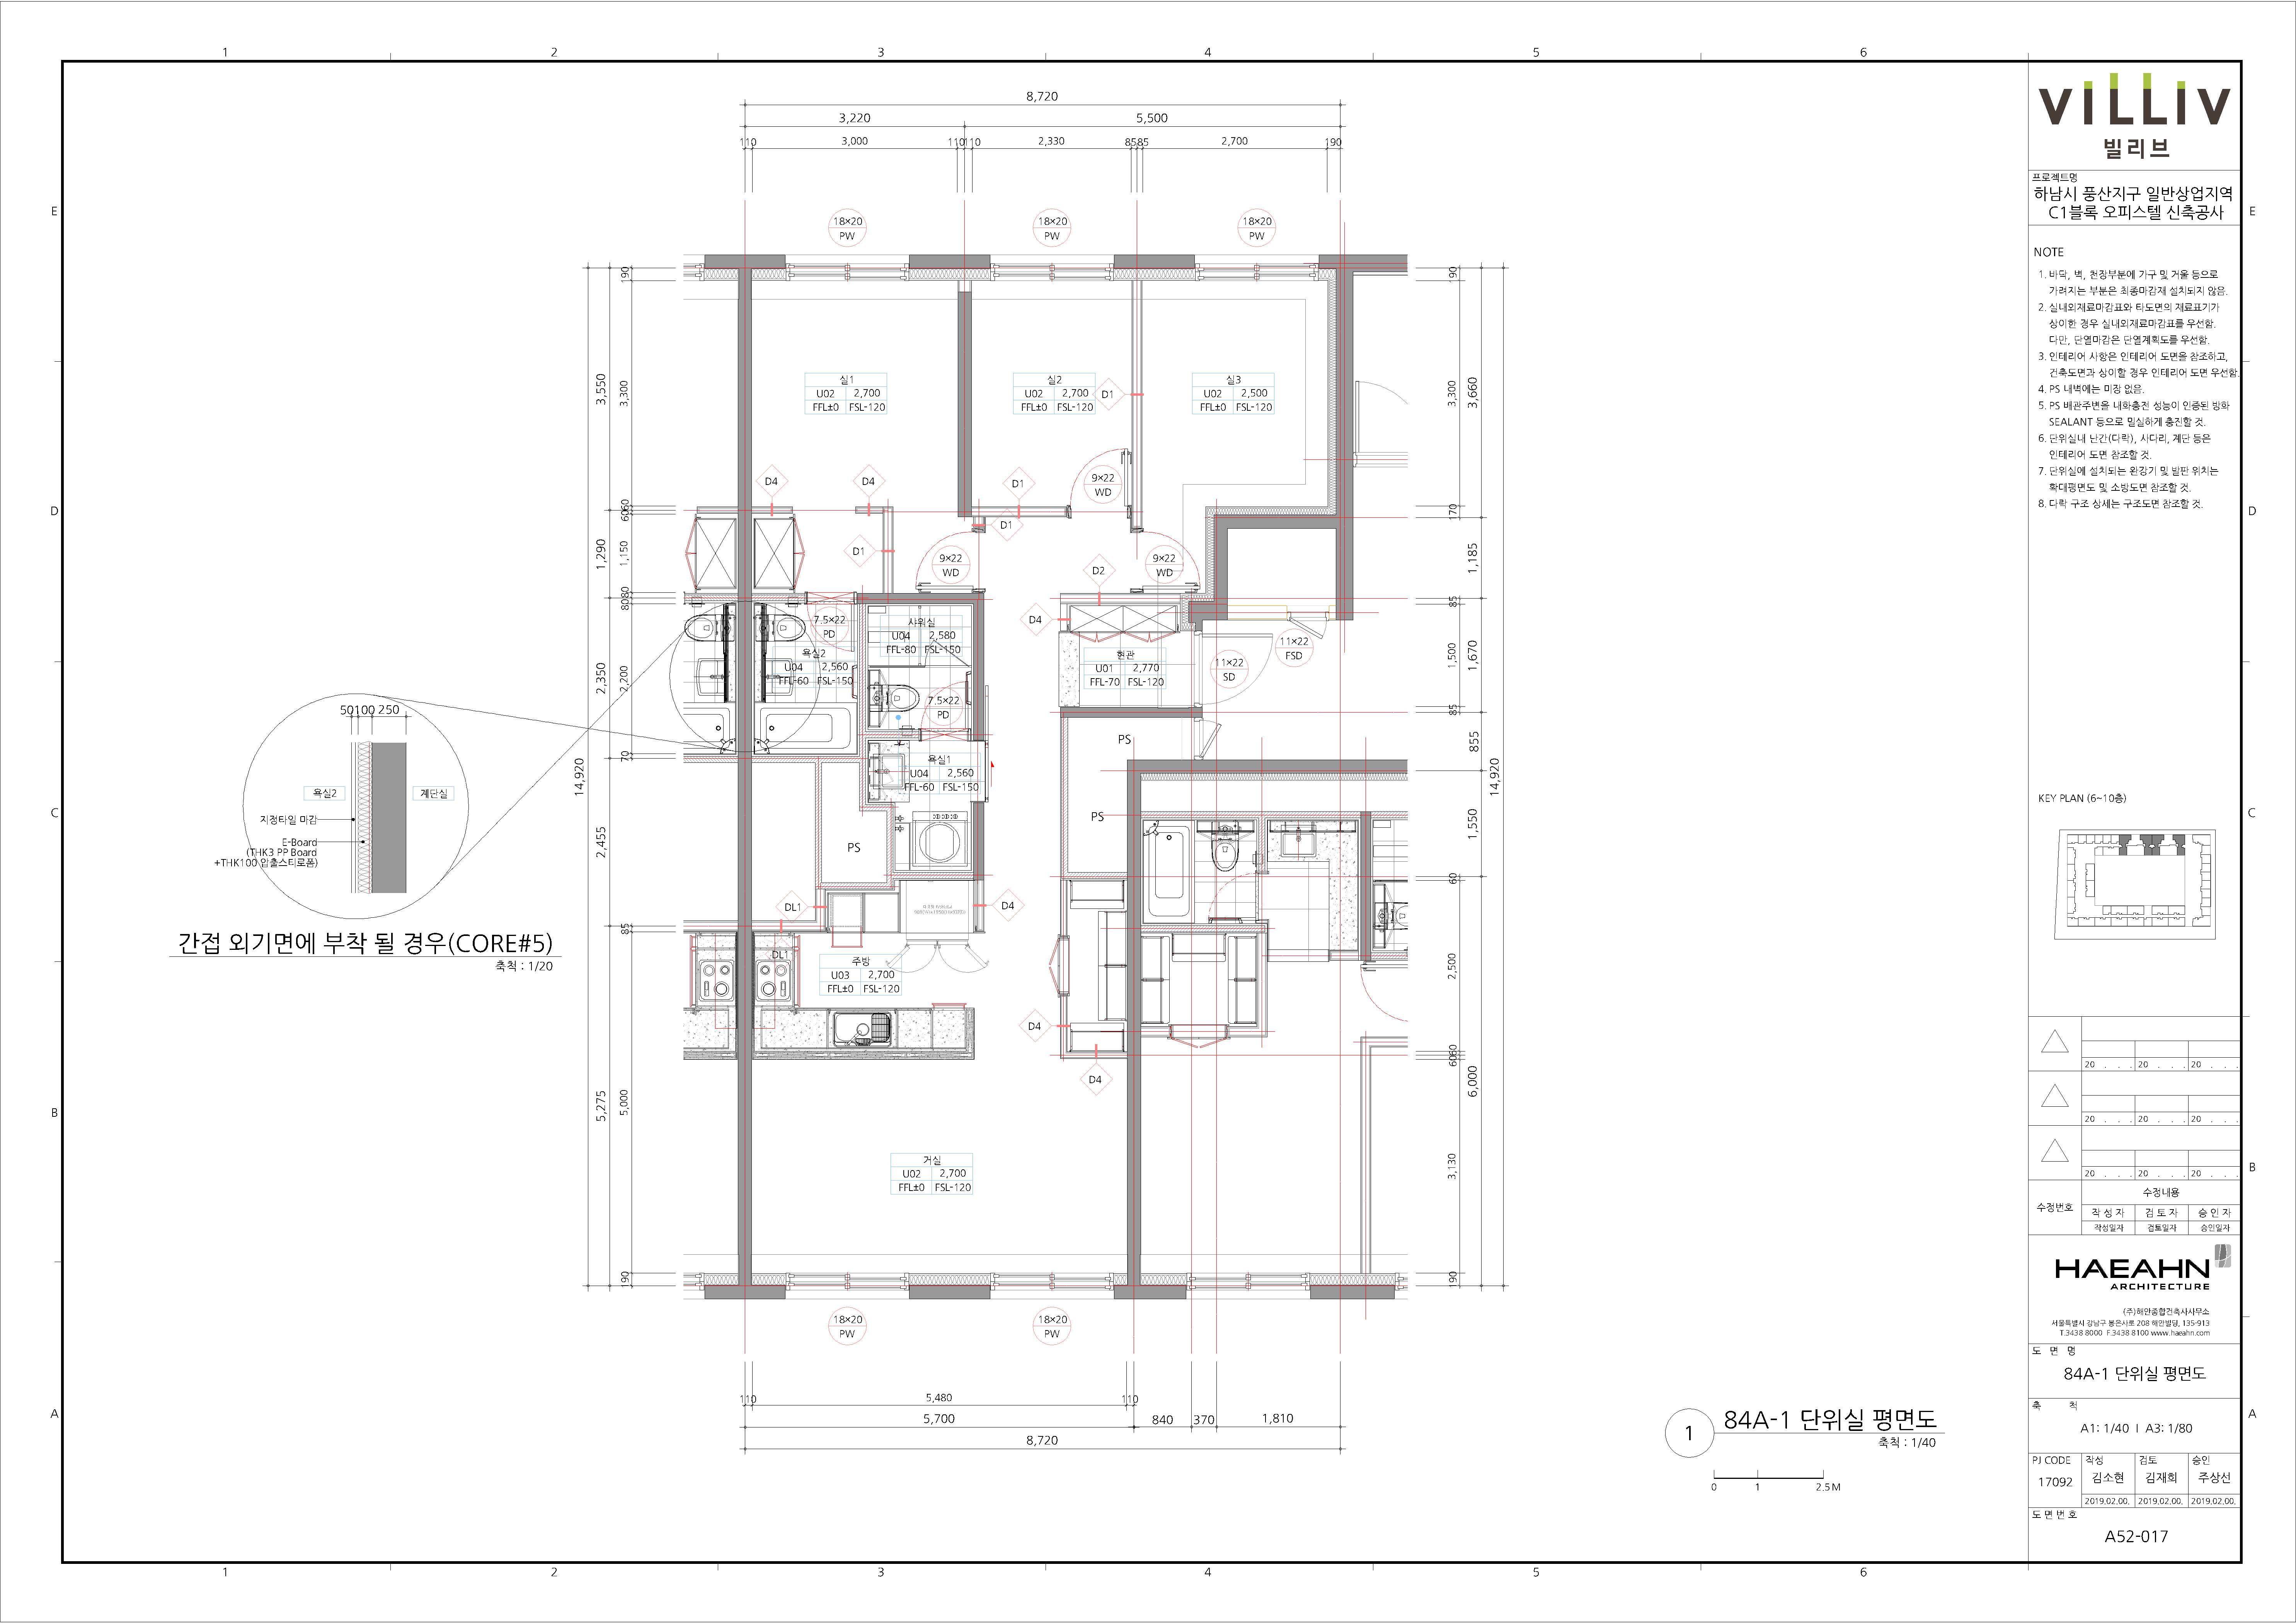 1 2 3 4 5 6
8,720
3,220 5,500
110 3,000 110 110 2,330 85 85 2,700 190
18×20 PW
18×20 PW
18×20 PW
E
D
C
B
A
190
3,550
3,300
60 60
1,290
1,150
80 80
2,350
2,200
70
14,920
2,455
85
5,275
5,000
190
190
3,300
3,660
170
1,185
85
1,500
1,670
85
855
14,920
1,550
60
2,500
60 60
6,000
3,130
190
실1
U02 2,700
FFL±0 FSL-120
실2
U02 2,700
FFL±0 FSL-120
D1
실3
U02 2,500
FFL±0 FSL-120
D4
D4
D1
9×22
WD
D1
D1
9×22
WD
9×22
WD
D2
D4
7.5×22
PD
샤워실
U04 2,580
FFL-80 FSL-150
욕실2
U04 2,560
FFL-60 FSL-150
7.5×22
PD
현관
U01 2,770
FFL-70 FSL-120
11×22
SD
11×22
FSD
욕실1
U04 2,560
FFL-60 FSL-150
PS
PS
PS
DL1
D4
DL1
주방
U03 2,700
FFL±0 FSL-120
D4
D4
거실
U02 2,700
FFL±0 FSL-120
18×20 PW
18×20 PW
110 5,480 110
5,700 840 370 1,810
8,720
50 100 250
욕실2
계단실
지정타일 마감
E-Board
(THK3 PP Board
+THK100 압출스티로폼)
간접 외기면에 부착 될 경우(CORE#5)
축척 : 1/20
1
84A-1 단위실 평면도
축척 : 1/40
0 1 2.5 M
1 2 3 4 5 6
E
D
C
B
A
VILLIV
빌리브
프로젝트명
하남시 풍산지구 일반상업지역
C1블록 오피스텔 신축공사
NOTE
1. 바닥, 벽, 천장부분에 가구 및 거울 등으로
가려지는 부분은 최종마감재 설치되지 않음.
2. 실내외재료마감표와 타도면의 재료표기가
상이한 경우 실내외재료마감표를 우선함.
다만, 단열마감은 단열계획도를 우선함.
3. 인테리어 사항은 인테리어 도면을 참조하고,
건축도면과 상이할 경우 인테리어 도면 우선함.
4. PS 내벽에는 미장 없음.
5. PS 배관주변을 내화충전 성능이 인증된 방화
SEALANT 등으로 밀실하게 충진할 것.
6. 단위실내 난간(다락), 사다리, 계단 등은
인테리어 도면 참조할 것.
7. 단위실에 설치되는 완강기 및 발판 위치는
확대평면도 및 소방도면 참조할 것.
8. 다락 구조 상세는 구조도면 참조할 것.
KEY PLAN (6~10층)
20 . . . 20 . . . 20 . . .
20 . . . 20 . . . 20 . . .
20 . . . 20 . . . 20 . . .
수정번호
수정내용
작 성 자 검 토 자 승 인 자
작성일자 검토일자 승인일자
HAEAHN
ARCHITECTURE
(주)해안종합건축사사무소
서울특별시 강남구 봉은사로 208 해안빌딩, 135-913
T.3438 8000 F.3438 8100 www.haeahn.com
도 면 명
84A-1 단위실 평면도
축 척
A1: 1/40 I A3: 1/80
PJ CODE 작성 검토 승인
17092 김소현 김재희 주상선
2019.02.00. 2019.02.00. 2019.02.00.
도 면 번 호
A52-017